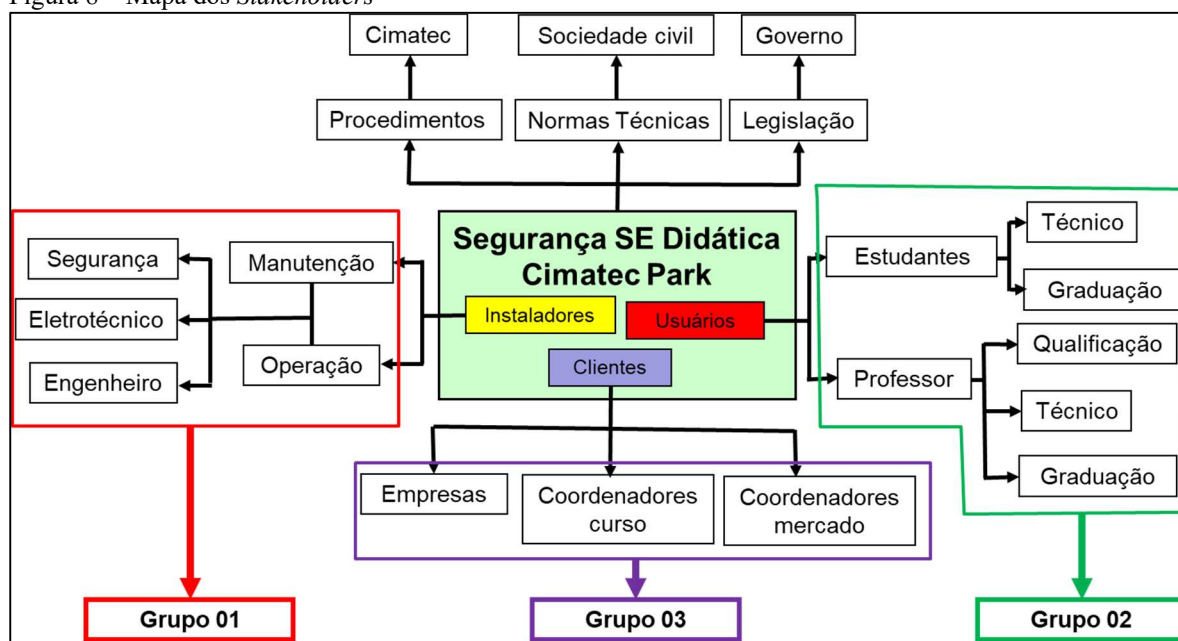 Figura 8 – Mapa dos Stakeholders
Cimatec
Sociedade civil
Governo
Procedimentos
Normas Técnicas
Legislação
Segurança SE Didática
Cimatec Park
Instaladores
Usuários
Clientes
Manutenção
Operação
Segurança
Eletrotécnico
Engenheiro
Estudantes
Técnico
Graduação
Professor
Qualificação
Técnico
Graduação
Empresas
Coordenadores
curso
Coordenadores
mercado
Grupo 01
Grupo 03
Grupo 02